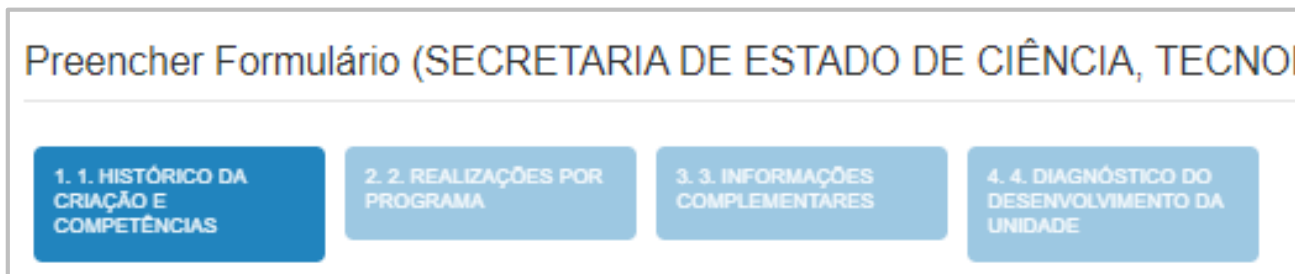 Preencher Formulário (SECRETARIA DE ESTADO DE CIÊNCIA,
1. 1. HISTÓRICO DA
CRIAÇÃO E
COMPETÊNCIAS
2. 2. REALIZAÇÕES POR
PROGRAMA
3. 3. INFORMAÇÕES
COMPLEMENTARES
4. 4. DIAGNÓSTICO DO
DESENVOLVIMENTO DA
UNIDADE